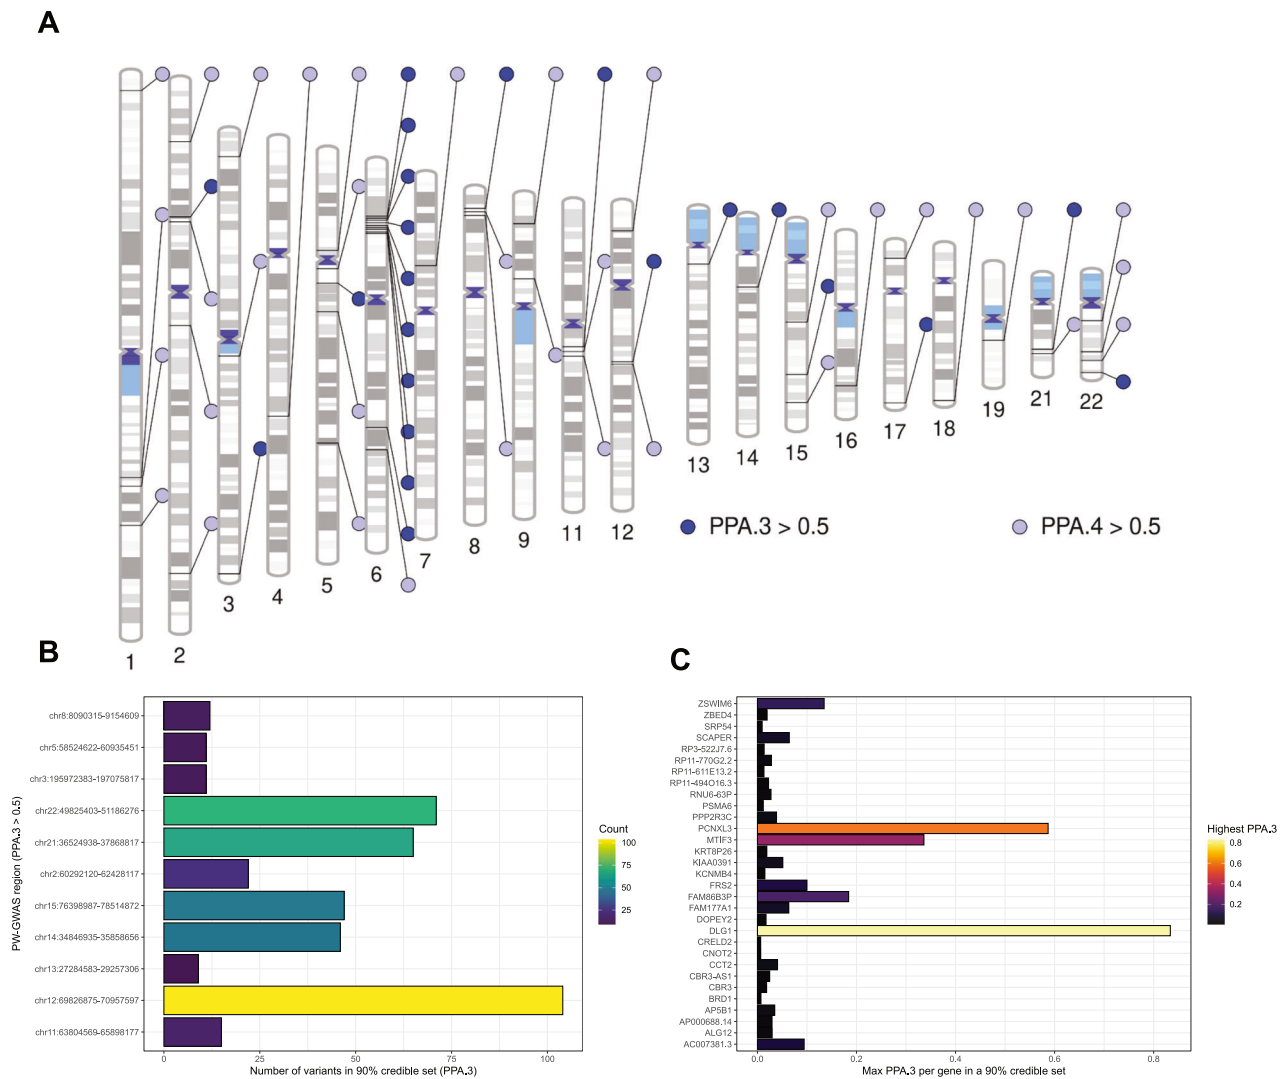 A
1
2
3
4
5
6
7
8
9
11
12
13
14
15
16
17
18
19
21
22
PPA.3 > 0.5
PPA.4 > 0.5
B
PW-GWAS region (PPA.3 > 0.5)
chr8:8090315-9154609
chr5:58524622-60935451
chr3:195972383-197075817
chr22:49825403-51186276
chr21:36524938-37868817
chr2:60292120-62428117
chr15:76398987-78514872
chr14:34846935-35858656
chr13:27284583-29257306
chr12:69826875-70957597
chr11:63804569-65898177
0
25
50
75
100
Number of variants in 90% credible set (PPA.3)
Count
100
75
50
25
C
ZSWIM6
ZBED4
SRP54
SCAPER
RP3-522J7.6
RP11-770G2.2
RP11-611E13.2
RP11-494O16.3
RNU6-63P
PSMA6
PPP2R3C
PCNXL3
MTIF3
KRT8P26
KIAA0391
KCNMB4
FRS2
FAM86B3P
FAM177A1
DOPEY2
DLG1
CRELD2
CNOT2
CCT2
CBR3-AS1
CBR3
BRD1
AP5B1
AP000688.14
ALG12
AC007381.3
0.0
0.2
0.4
0.6
0.8
Max PPA.3 per gene in a 90% credible set
Highest PPA.3
0.8
0.6
0.4
0.2